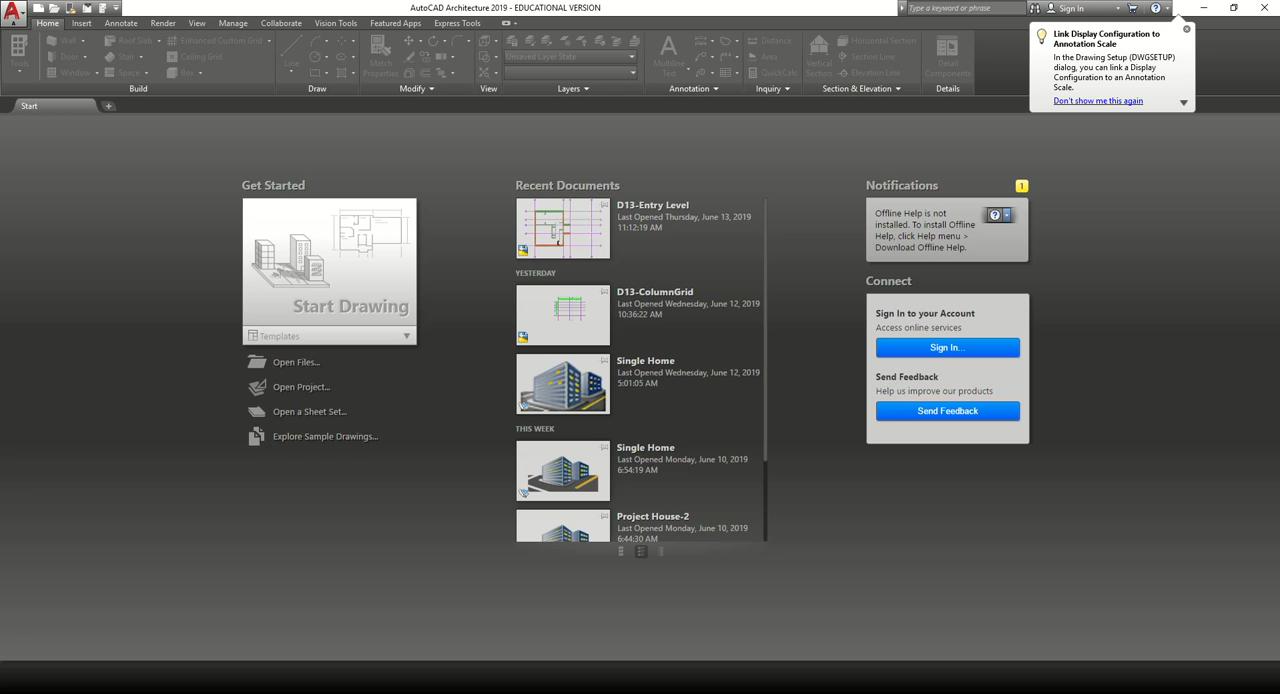 AutoCAD Architecture 2019 - EDUCATIONAL VERSION
Type a keyword or phrase
Sign In
Home
Insert
Annotate
Render
View
Manage
Collaborate
Vision Tools
Featured Apps
Express Tools
Tools
Wall
Door
Window
Roof Slab
Stair
Space
Enhanced Custom Grid
Ceiling Grid
Box
Build
Line
Draw
Match
Properties
Modify
View
Unsaved Layer State
Layers
Multiline
Text
Annotation
Distance
Area
QuickCalc
Inquiry
Vertical
Section
Horizontal Section
Section Line
Elevation Line
Section & Elevation
Detail
Components
Details
Link Display Configuration to
Annotation Scale
In the Drawing Setup (DWGSETUP)
dialog, you can link a Display
Configuration to an Annotation
Scale.
Don't show me this again
Start
Get Started
Start Drawing
Templates
Open Files...
Open Project...
Open a Sheet Set...
Explore Sample Drawings...
Recent Documents
D13-Entry Level
Last Opened Thursday, June 13, 2019
11:12:19 AM
YESTERDAY
D13-ColumnGrid
Last Opened Wednesday, June 12, 2019
10:36:22 AM
Single Home
Last Opened Wednesday, June 12, 2019
5:01:05 AM
THIS WEEK
Single Home
Last Opened Monday, June 10, 2019
6:54:19 AM
Project House-2
Last Opened Monday, June 10, 2019
6:44:30 AM
Notifications
1
Offline Help is not
installed. To install Offline
Help, click Help menu >
Download Offline Help.
Connect
Sign In to your Account
Access online services
Sign In...
Send Feedback
Help us improve our products
Send Feedback